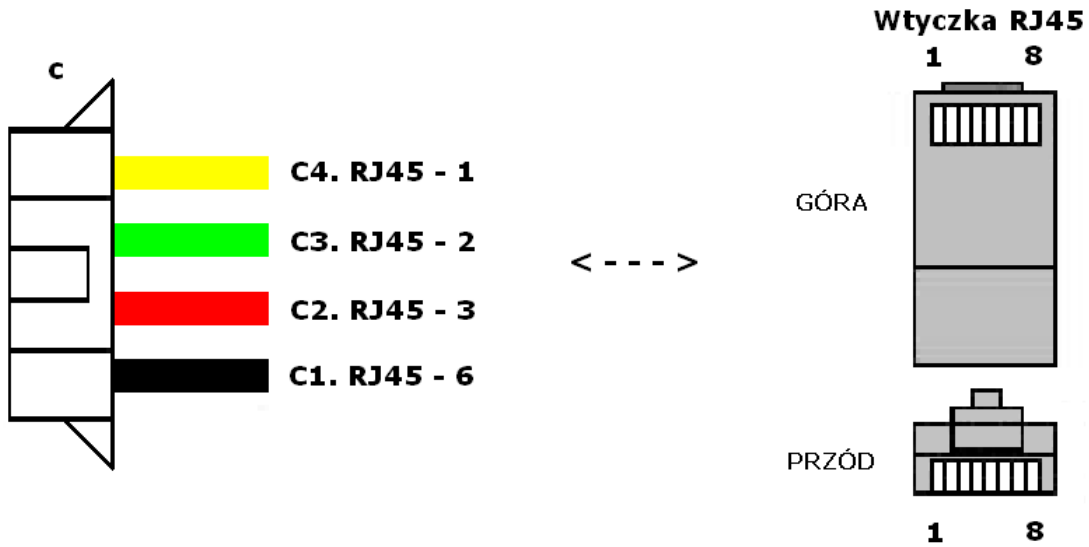 Wtyczka RJ45
1 8
c
C4. RJ45 - 1
GÓRA
C3. RJ45 - 2
< - - - >
C2. RJ45 - 3
C1. RJ45 - 6
PRZÓD
1 8